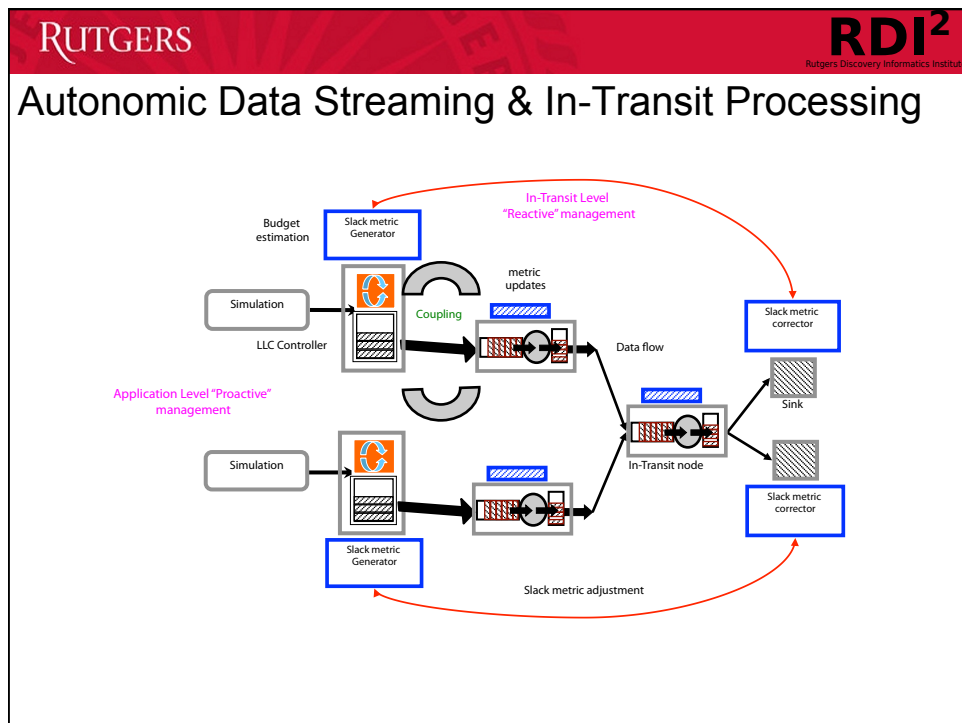 RUTGERS
RDI²
Rutgers Discovery Informatics Institut
Autonomic Data Streaming & In-Transit Processing
In-Transit Level
"Reactive" management
Budget
estimation
Slack metric
Generator
metric
updates
Simulation
Coupling
LLC Controller
Data flow
Slack metric
corrector
Sink
Application Level "Proactive"
management
In-Transit node
Simulation
Slack metric
corrector
Slack metric
Generator
Slack metric adjustment